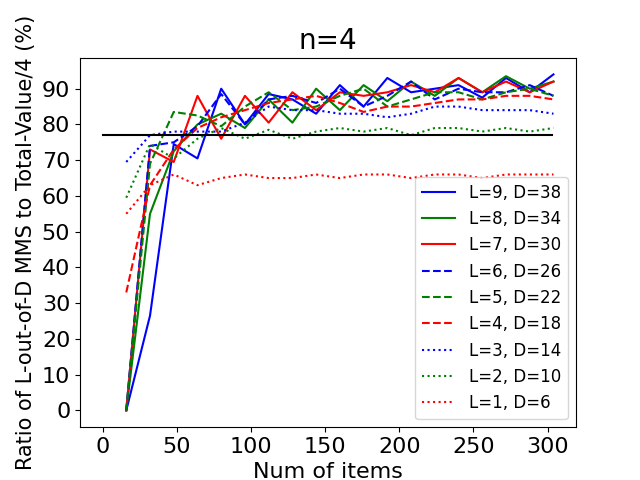 n=4
Ratio of L-out-of-D MMS to Total-Value/4 (%)
90
80
70
60
50
40
30
20
10
0
L=9, D=38
L=8, D=34
L=7, D=30
L=6, D=26
L=5, D=22
L=4, D=18
L=3, D=14
L=2, D=10
L=1, D=6
0 50 100 150 200 250 300
Num of items